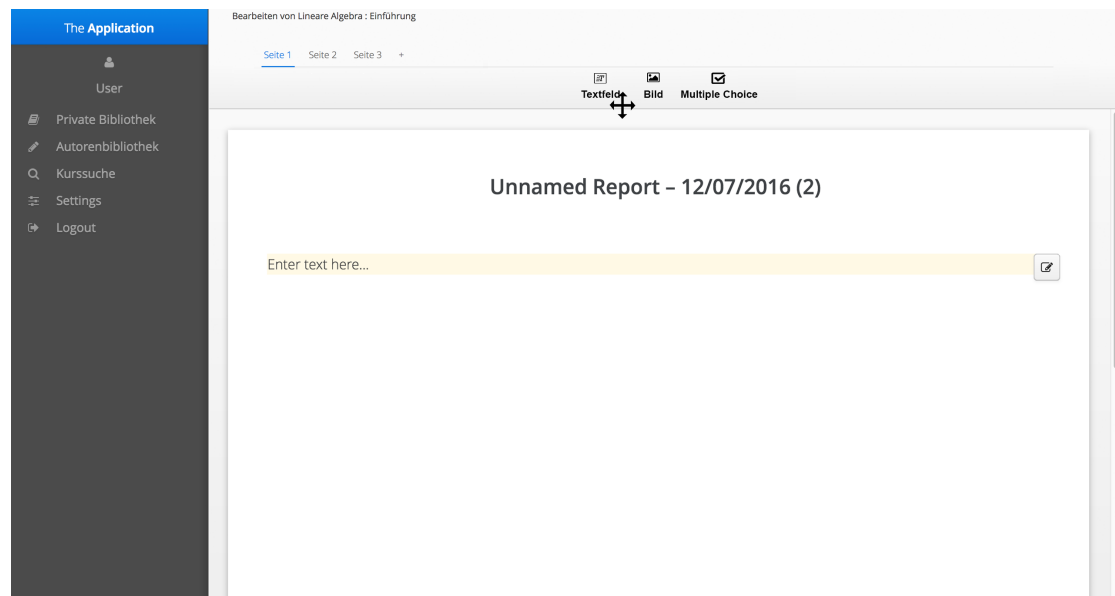 The Application
User
Private Bibliothek
Autorenbibliothek
Kurssuche
Settings
Logout
Bearbeiten von Lineare Algebra : Einführung
Seite 1 Seite 2 Seite 3 +
Textfeld Bild Multiple Choice
Unnamed Report – 12/07/2016 (2)
Enter text here...